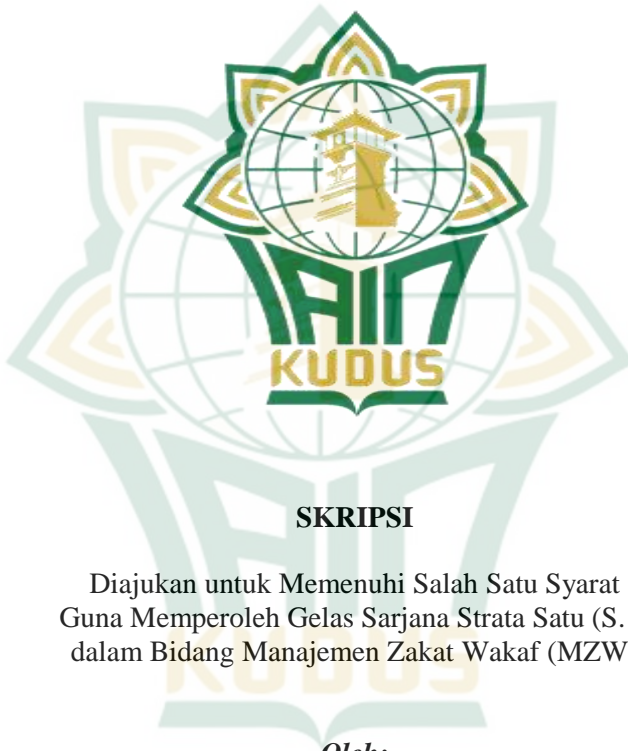 IAIN
KUDUS
SKRIPSI
Diajukan untuk Memenuhi Salah Satu Syarat
Guna Memperoleh Gelas Sarjana Strata Satu (S.
dalam Bidang Manajemen Zakat Wakaf (MZW
Oleh: